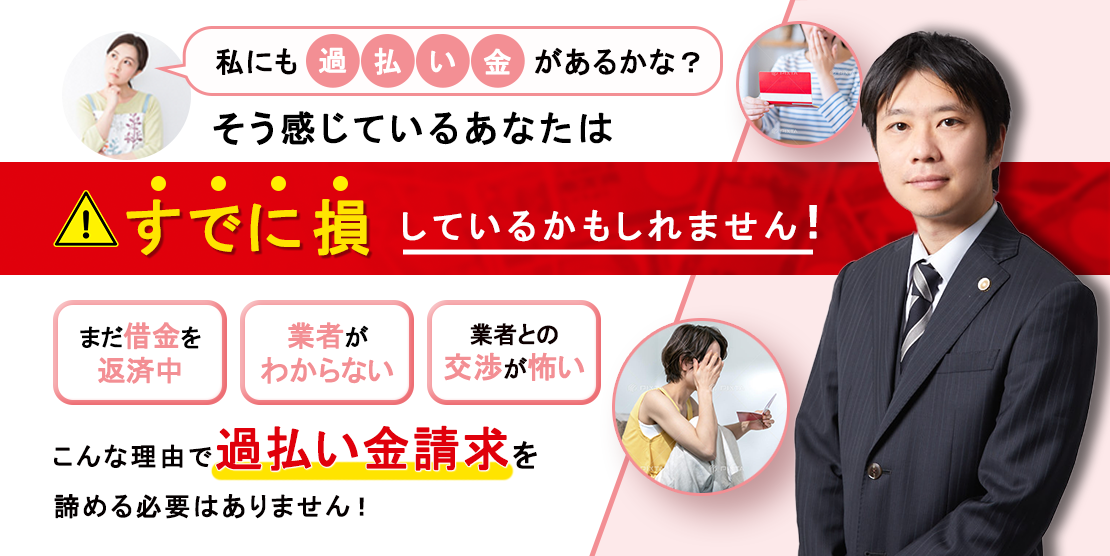 私にも過払い金があるかな？
そう感じているあなたは
すでに損しているかもしれません!
まだ借金を
返済中
業者が
わからない
業者との
交渉が怖い
こんな理由で過払い金請求を
諦める必要はありません！